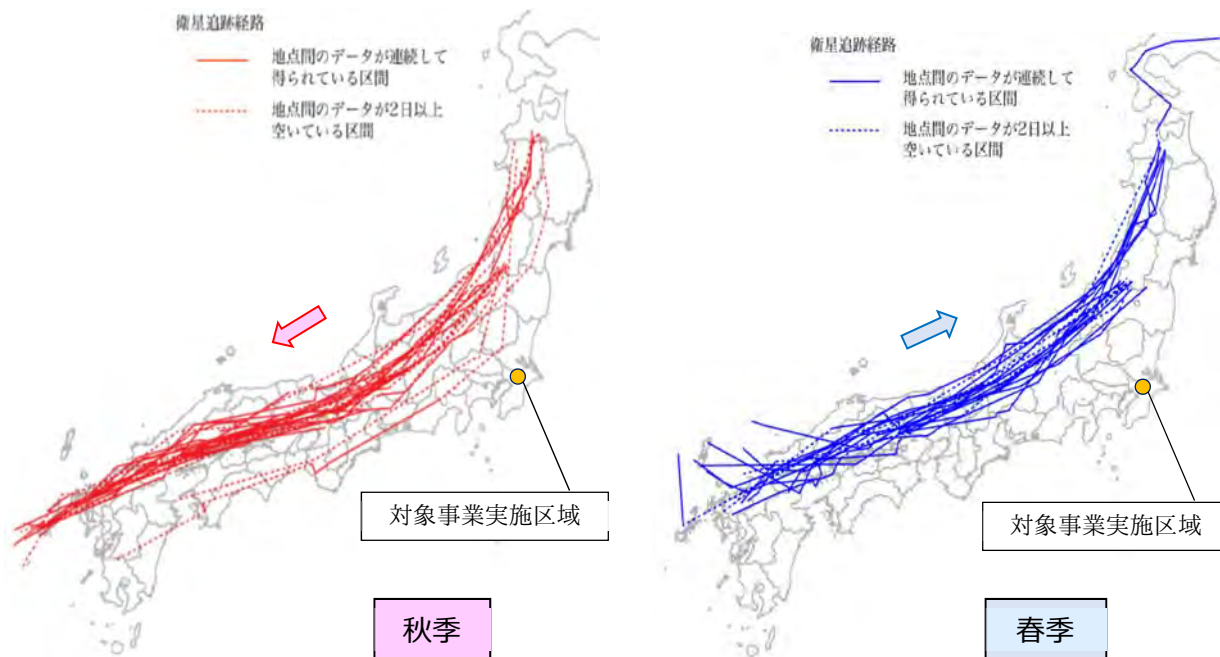 衛星追跡経路
地点間のデータが連続して
得られている区間
地点間のデータが2日以上
空いている区間
対象事業実施区域
秋季
衛星追跡経路
地点間のデータが連続して
得られている区間
地点間のデータが2日以上
空いている区間
対象事業実施区域
春季